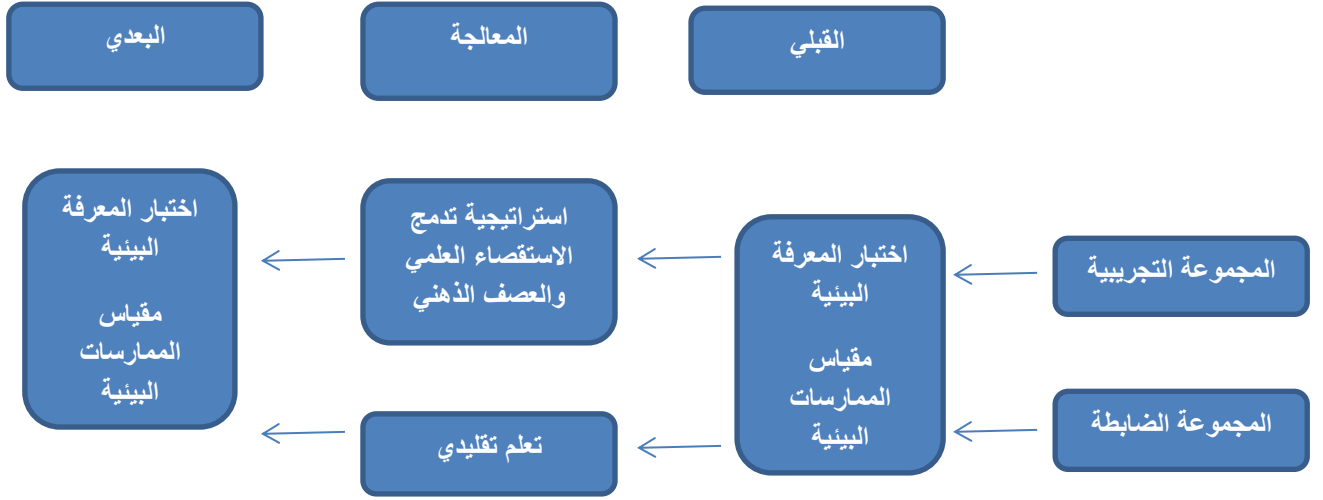 القبلي
المعالجة
البعدي
المجموعة التجريبية
المجموعة الضابطة
اختبار المعرفة
البيئية
مقياس
الممارسات
البيئية
استراتيجية تدمج
الاستقصاء العلمي
والعصف الذهني
تعلم تقليدي
اختبار المعرفة
البيئية
مقياس
الممارسات
البيئية